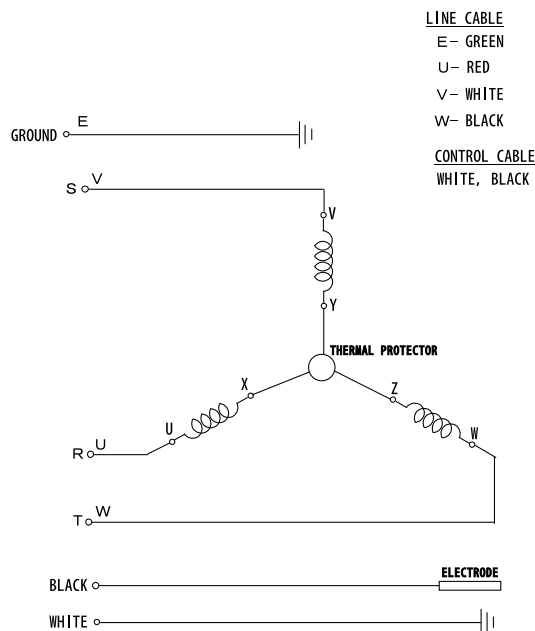 LINE CABLE
E- GREEN
U- RED
V- WHITE
W- BLACK
CONTROL CABLE
WHITE, BLACK
GROUND E
S V
V
Y
THERMAL PROTECTOR
X
Z
U
W
R U
T W
ELECTRODE
BLACK
WHITE